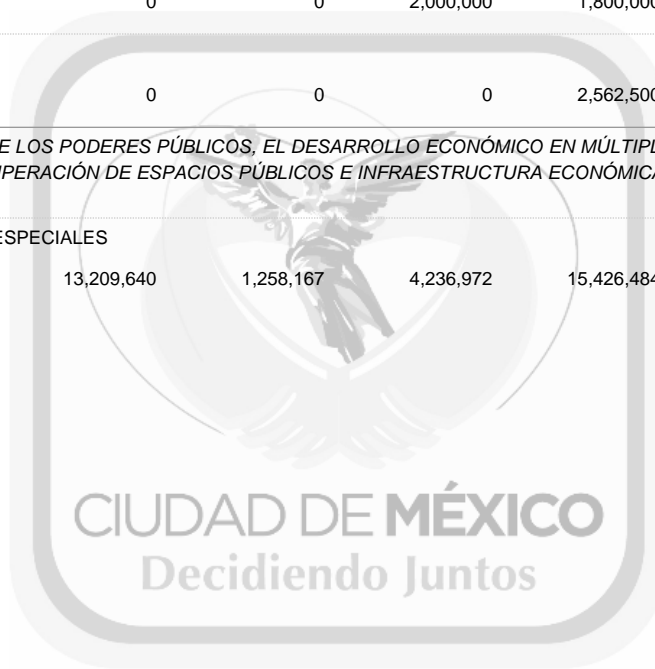 0 0 2,000,000 1,800,000
0 0 0 2,562,500
E LOS PODERES PÚBLICOS, EL DESARROLLO ECONÓMICO EN MÚLTIPL
PERACIÓN DE ESPACIOS PÚBLICOS E INFRAESTRUCTURA ECONÓMICA
ESPECIALES
13,209,640 1,258,167 4,236,972 15,426,484
CIUDAD DE MÉXICO
Decidiendo Juntos